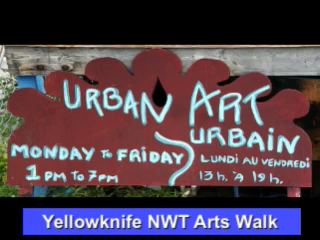 URBAN ART
URBAIN
MONDAY TO FRIDAY
1 PM TO 7 PM
LUNDI AU VENDREDI
13 h. À 19 h.
Yellowknife NWT Arts Walk